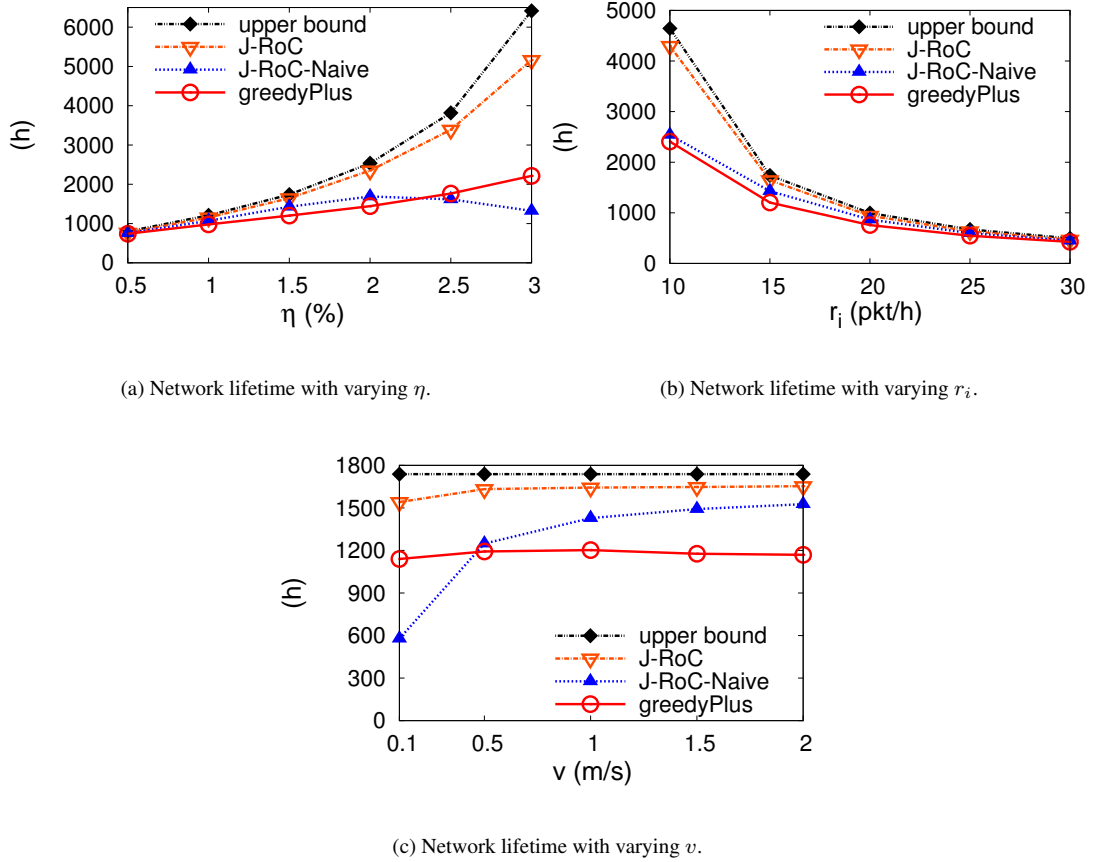 upper bound
J-RoC
J-RoC-Naive
greedyPlus
(h)
6000
5000
4000
3000
2000
1000
0
0.5 1 1.5 2 2.5 3
η (%)
(a) Network lifetime with varying η.
upper bound
J-RoC
J-RoC-Naive
greedyPlus
(h)
5000
4000
3000
2000
1000
0
10 15 20 25 30
r_i (pkt/h)
(b) Network lifetime with varying r_i.
(h)
1800
1500
1200
900
600
300
0
upper bound
J-RoC
J-RoC-Naive
greedyPlus
0.1 0.5 1 1.5 2
v (m/s)
(c) Network lifetime with varying v.